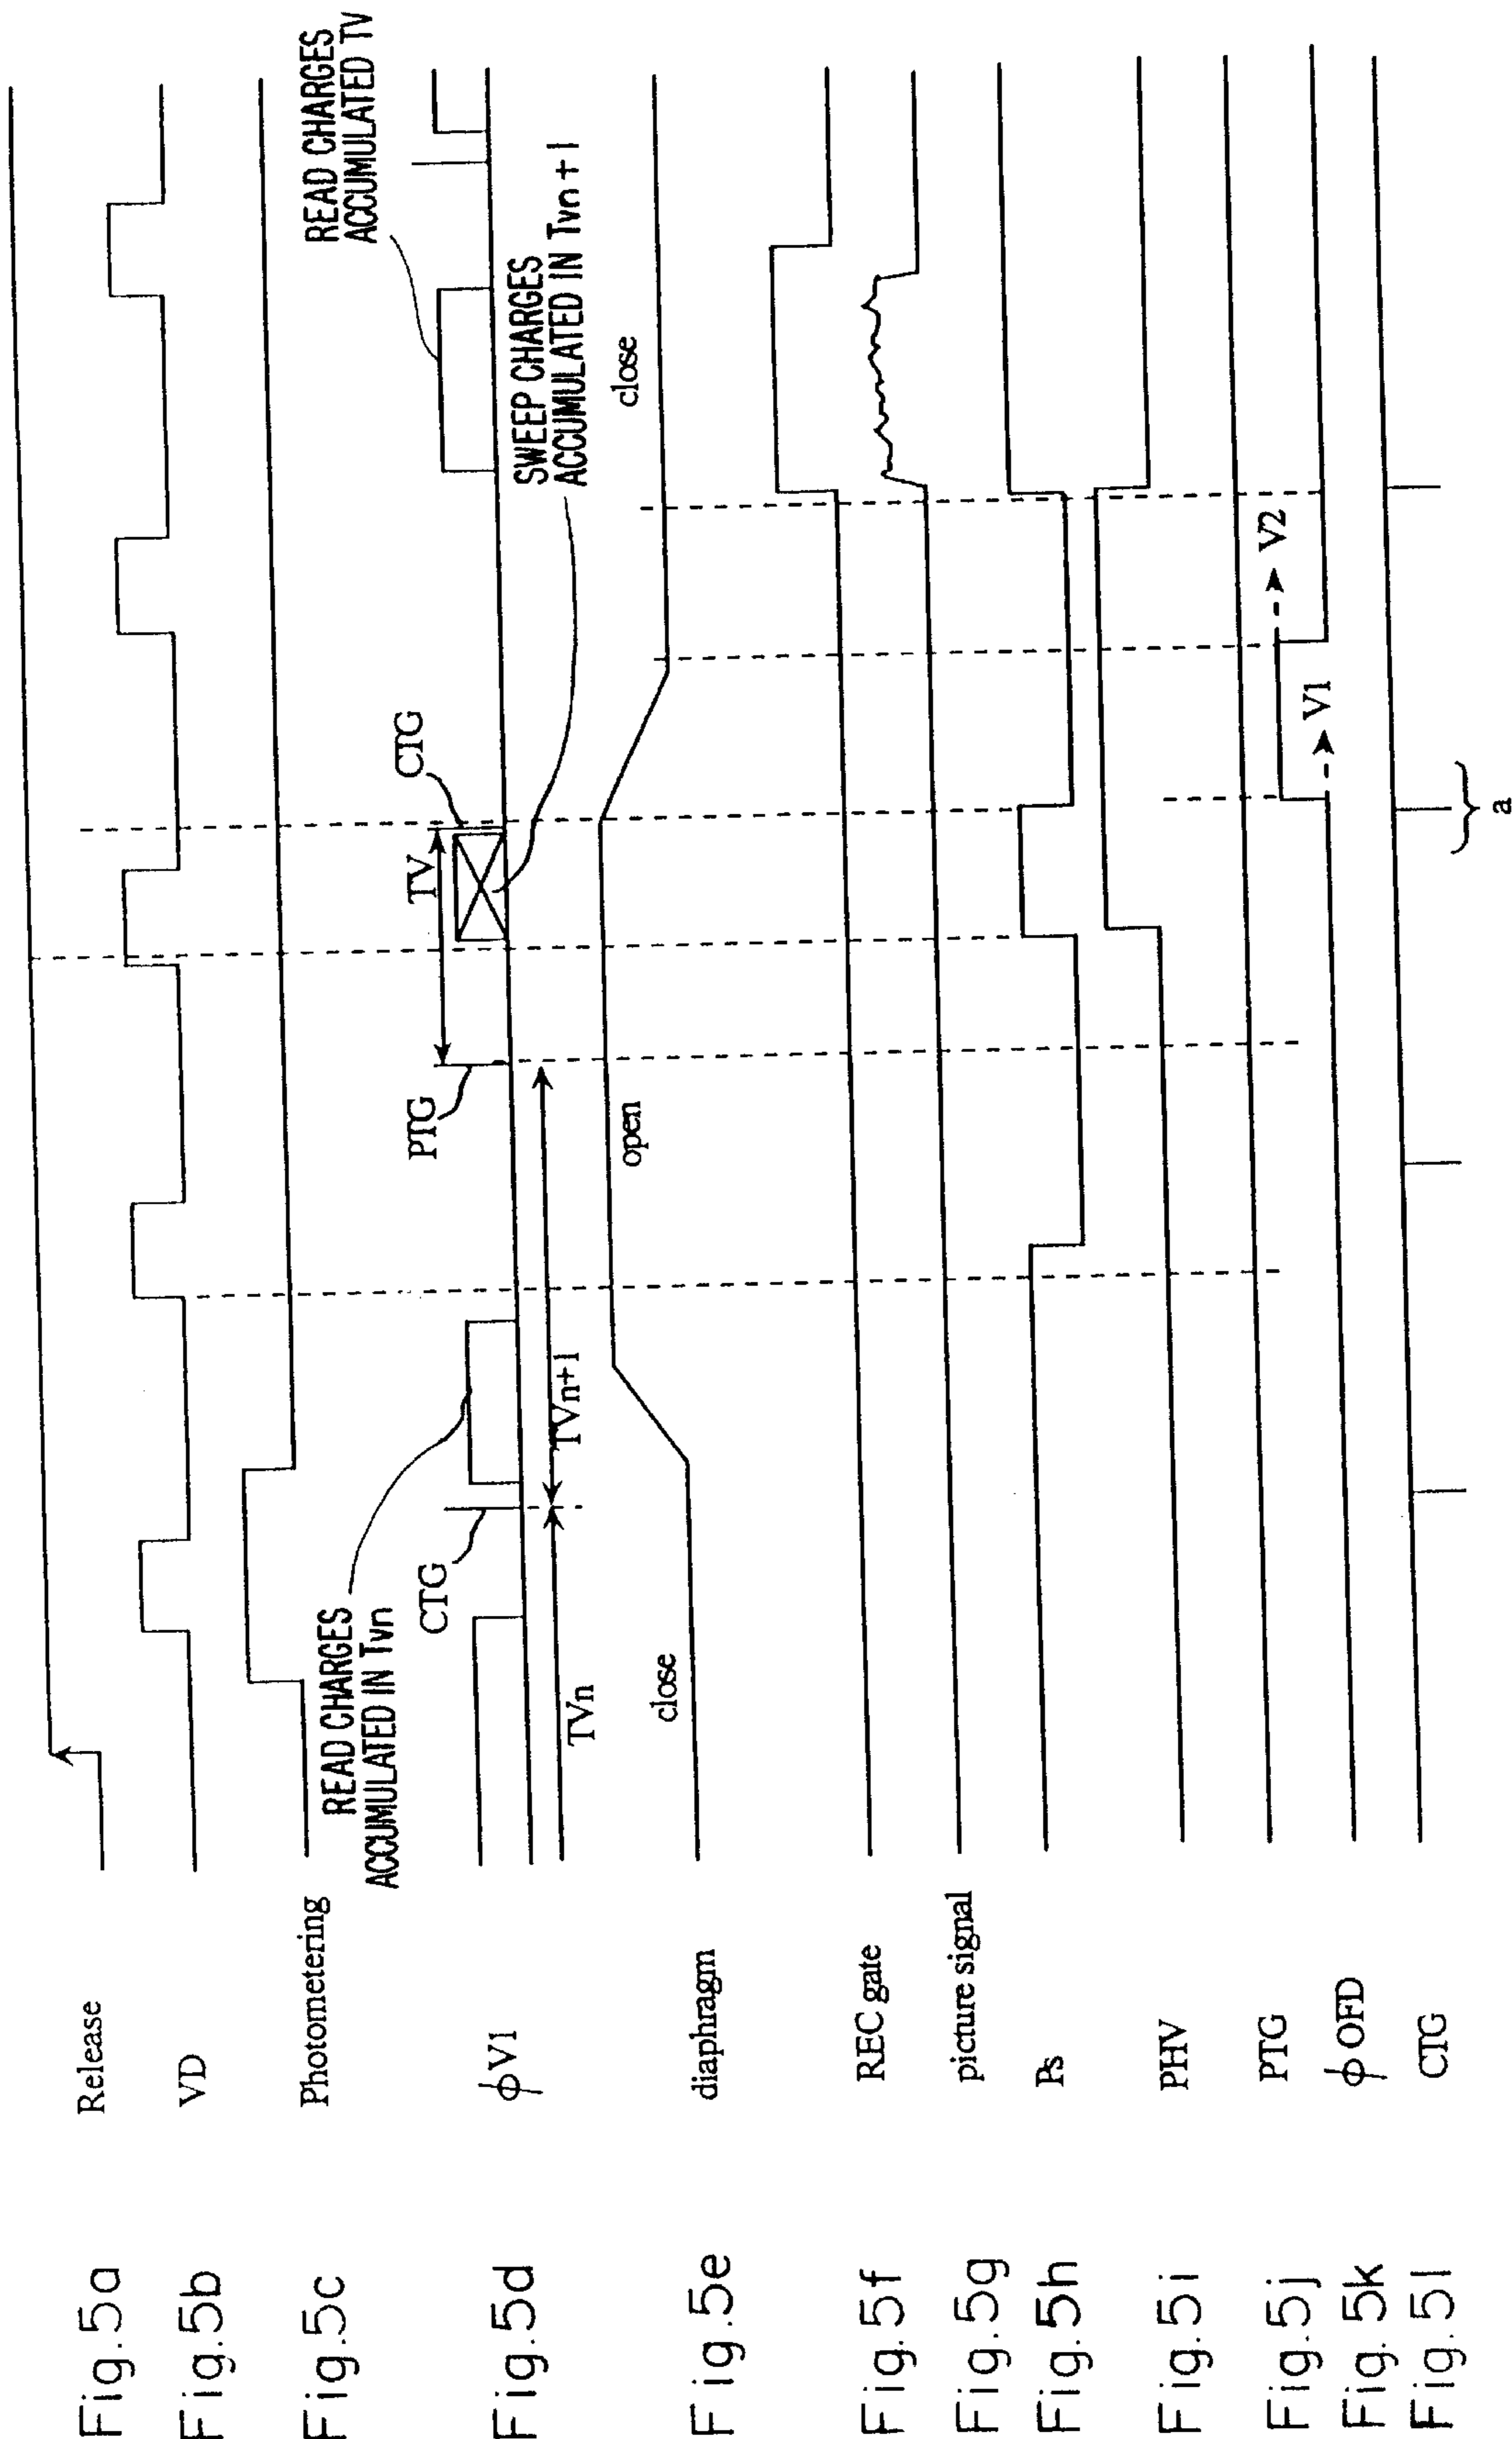 Fig.5a Release
Fig.5b VD
Fig.5c Photometering
Fig.5d ϕV1
READ CHARGES
ACCUMULATED IN Tvn
CTG
TVn
TVn+1
PTG
TV
CTG
SWEEP CHARGES
ACCUMULATED IN Tvn+1
READ CHARGES
ACCUMULATED TV
Fig.5e diaphragm
close
open
close
Fig.5f REC gate
Fig.5g picture signal
Fig.5h Ps
Fig.5i PHV
Fig.5j PTG
Fig.5k ϕOFD
V1
V2
Fig.5l CTG
a